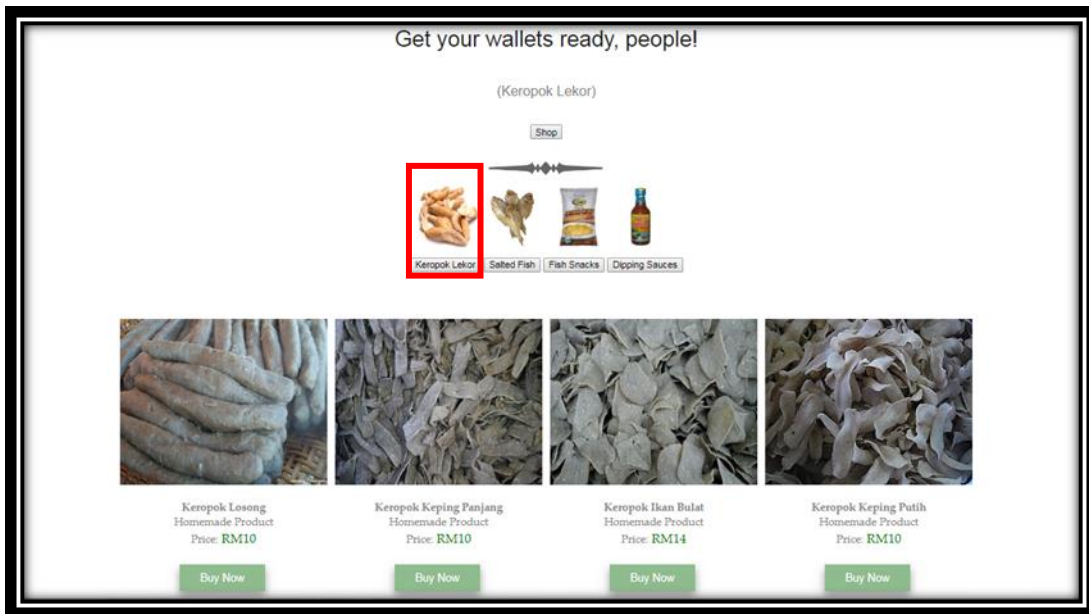 Get your wallets ready, people!
(Keropok Lekor)
Shop
Keropok Lekor Salted Fish Fish Snacks Dipping Sauces
Keropok Losong Keropok Keping Panjang Keropok Ikan Bulat Keropok Keping Putih
Homemade Product Homemade Product Homemade Product Homemade Product
Price: RM10 Price: RM10 Price: RM14 Price: RM10
Buy Now Buy Now Buy Now Buy Now